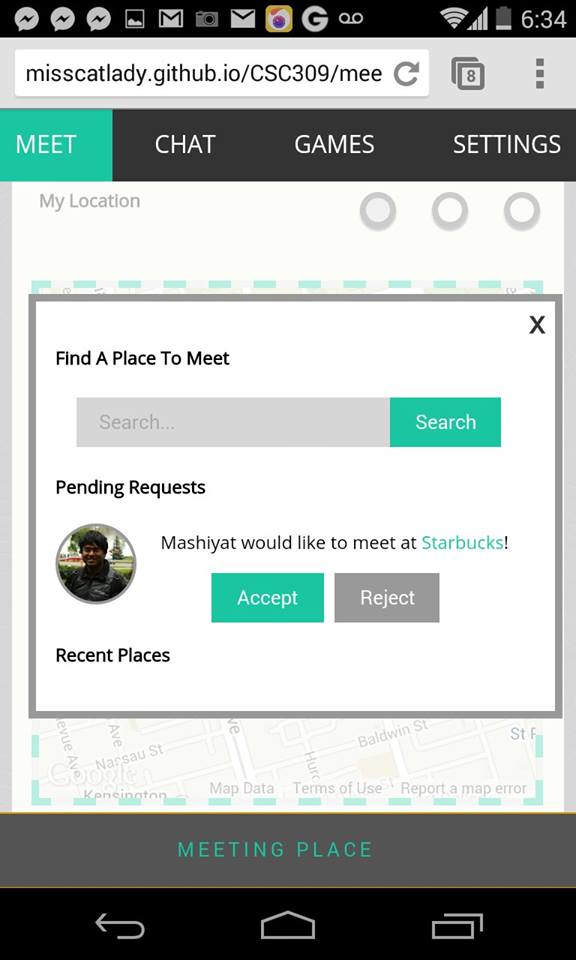 6:34
misscatlady.github.io/CSC309/mee
8
MEET CHAT GAMES SETTINGS
My Location
X
Find A Place To Meet
Search... Search
Pending Requests
Mashiyat would like to meet at Starbucks!
Accept Reject
Recent Places
Baldwin St
Nassau St
Google
Kensington
Map Data Terms of Use Report a map error
MEETING PLACE